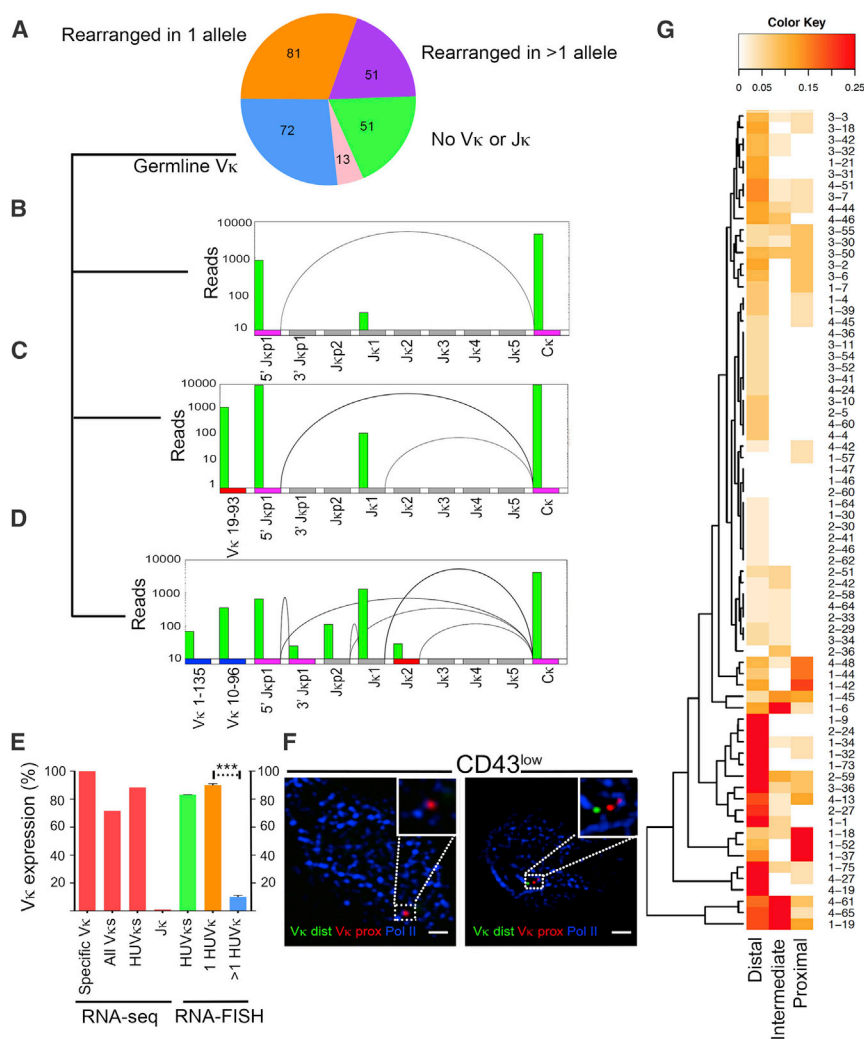 A
Rearranged in 1 allele
81
Rearranged in >1 allele
51
72
51
13
No Vκ or Jκ
Germline Vκ
B
Reads
10000
1000
100
10
5' Jκp1
3' Jκp1
Jκp2
Jκ1
Jκ2
Jκ3
Jκ4
Jκ5
Cκ
C
Reads
10000
1000
100
10
1
Vκ 19-93
5' Jκp1
3' Jκp1
Jκp2
Jκ1
Jκ2
Jκ3
Jκ4
Jκ5
Cκ
D
Reads
10000
1000
100
10
Vκ 1-135
Vκ 10-96
5' Jκp1
3' Jκp1
Jκp2
Jκ1
Jκ2
Jκ3
Jκ4
Jκ5
Cκ
E
Vκ expression (%)
100
80
60
40
20
***
100
80
60
40
20
Specific Vκ
All Vκs
HUVκs
Jκ
HUVκs
1 HUVκ
>1 HUVκ
RNA-seq
RNA-FISH
F
CD43low
Vκ dist Vκ prox Pol II
Vκ dist Vκ prox Pol II
G
Color Key
0 0.05 0.15 0.25
3-3
3-18
3-42
3-32
1-21
3-31
4-51
3-7
4-44
4-46
3-55
3-30
3-50
3-2
3-6
1-7
1-4
1-39
4-45
4-36
3-11
3-54
3-52
3-41
4-24
3-10
2-5
4-60
4-4
4-42
1-57
1-47
1-46
2-60
1-64
1-30
2-30
2-41
2-46
2-62
2-51
2-42
2-58
4-64
2-33
2-29
3-34
2-36
4-48
1-44
1-42
1-45
1-6
1-9
2-24
1-34
1-32
1-73
2-59
3-36
4-13
2-27
1-1
1-18
1-52
1-37
1-75
4-27
4-19
4-61
4-65
1-19
Distal
Intermediate
Proximal